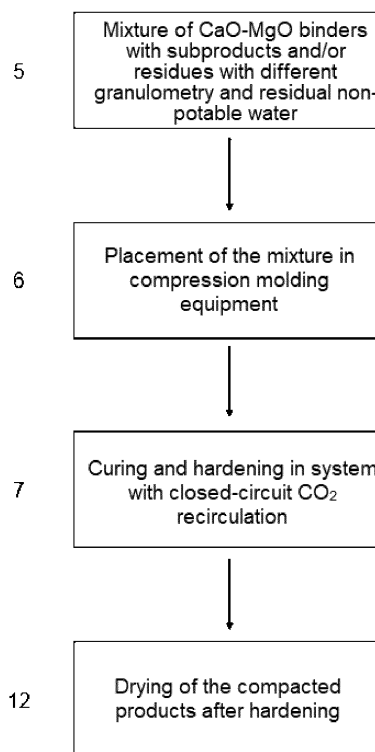 Mixture of CaO-MgO binders
with subproducts and/or
5
residues with different
granulometry and residual non-
potable water
Placement of the mixture in
6
compression molding
equipment
Curing and hardening in system
7
with closed-circuit CO₂
recirculation
Drying of the compacted
12
products after hardening